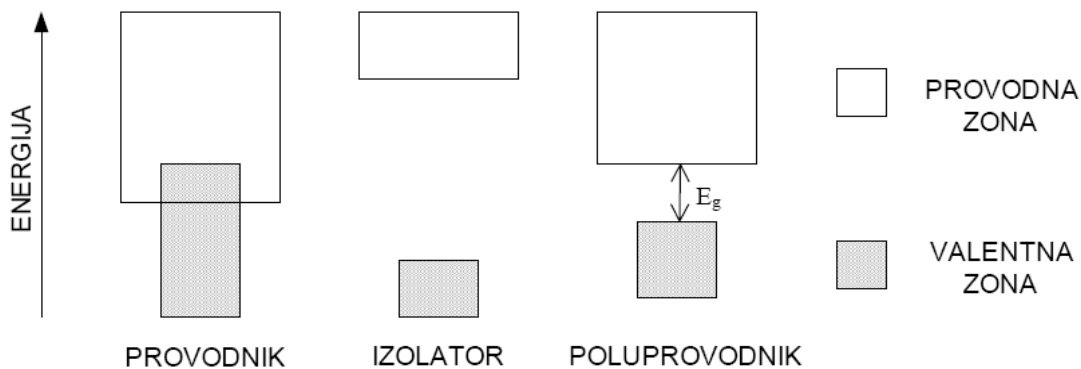 ENERGIJA
E_g
PROVODNIK
IZOLATOR
POLUPROVODNIK
PROVODNA
ZONA
VALENTNA
ZONA